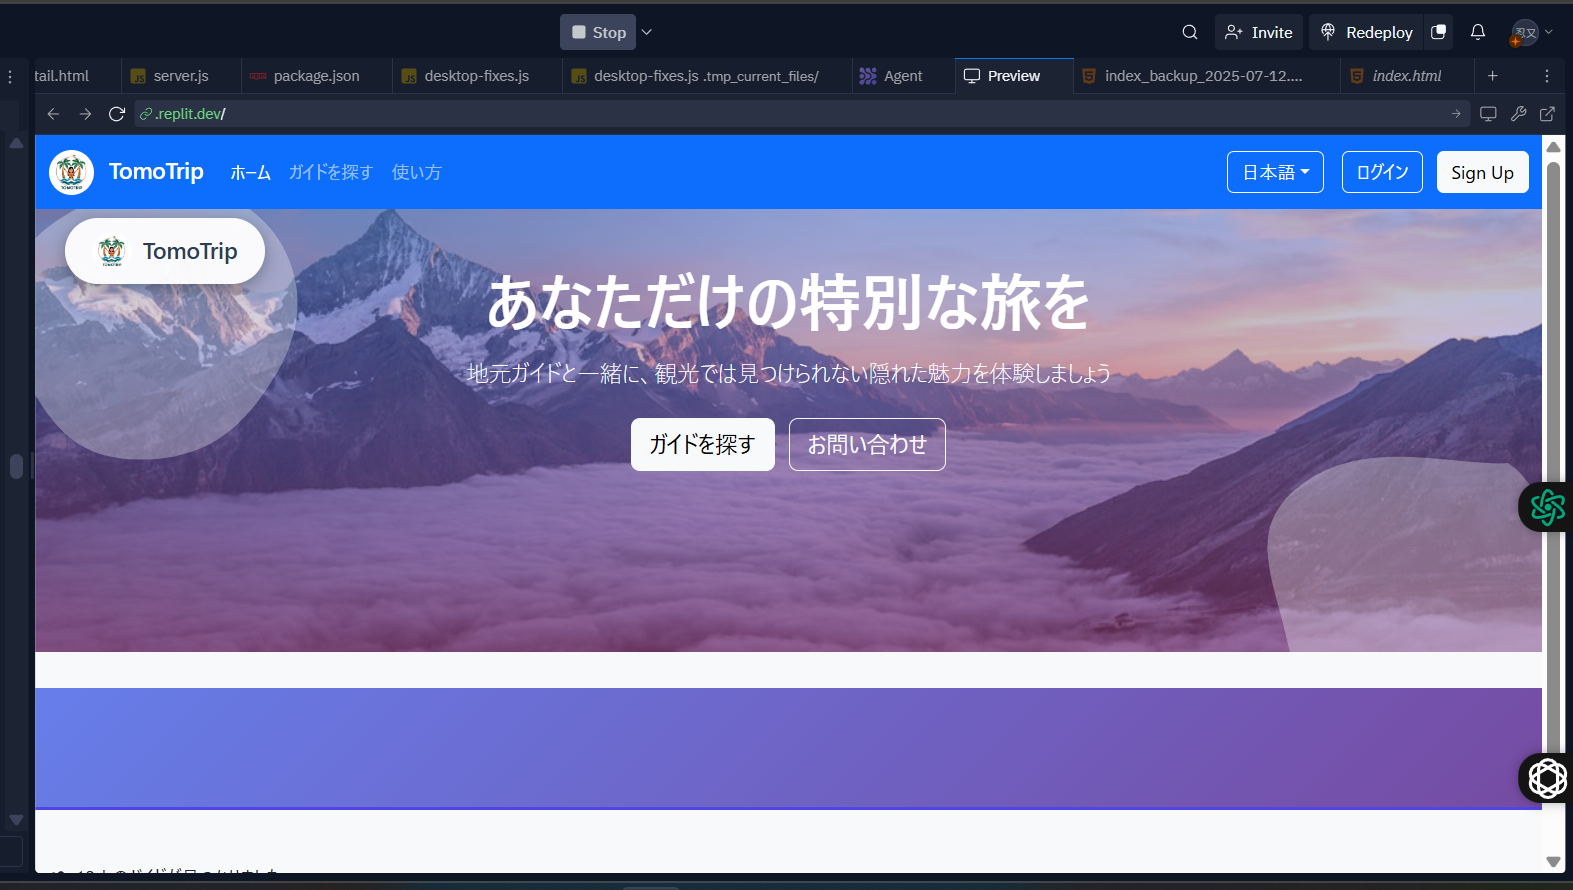 Stop
Invite
Redeploy
tail.html
server.js
package.json
desktop-fixes.js
desktop-fixes.js .tmp_current_files/
Agent
Preview
index_backup_2025-07-12....
index.html
.replit.dev/
TOMOTRIP
TomoTrip
ホーム
ガイドを探す
使い方
日本語
ログイン
Sign Up
TOMOTRIP
TomoTrip
あなただけの特別な旅を
地元ガイドと一緒に、観光では見つけられない隠れた魅力を体験しましょう
ガイドを探す
お問い合わせ